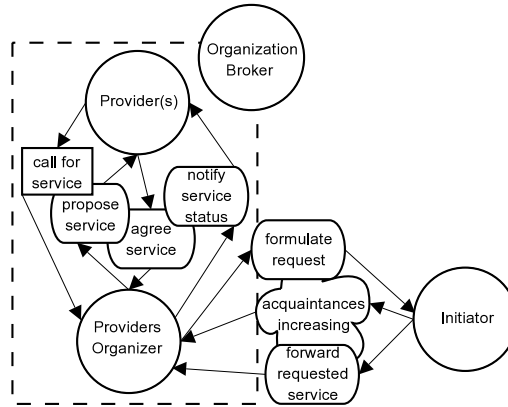 Organization
Broker
Provider(s)
call for
service
propose
service
agree
service
notify
service
status
formulate
request
acquaintances
increasing
forward
requested
service
Providers
Organizer
Initiator